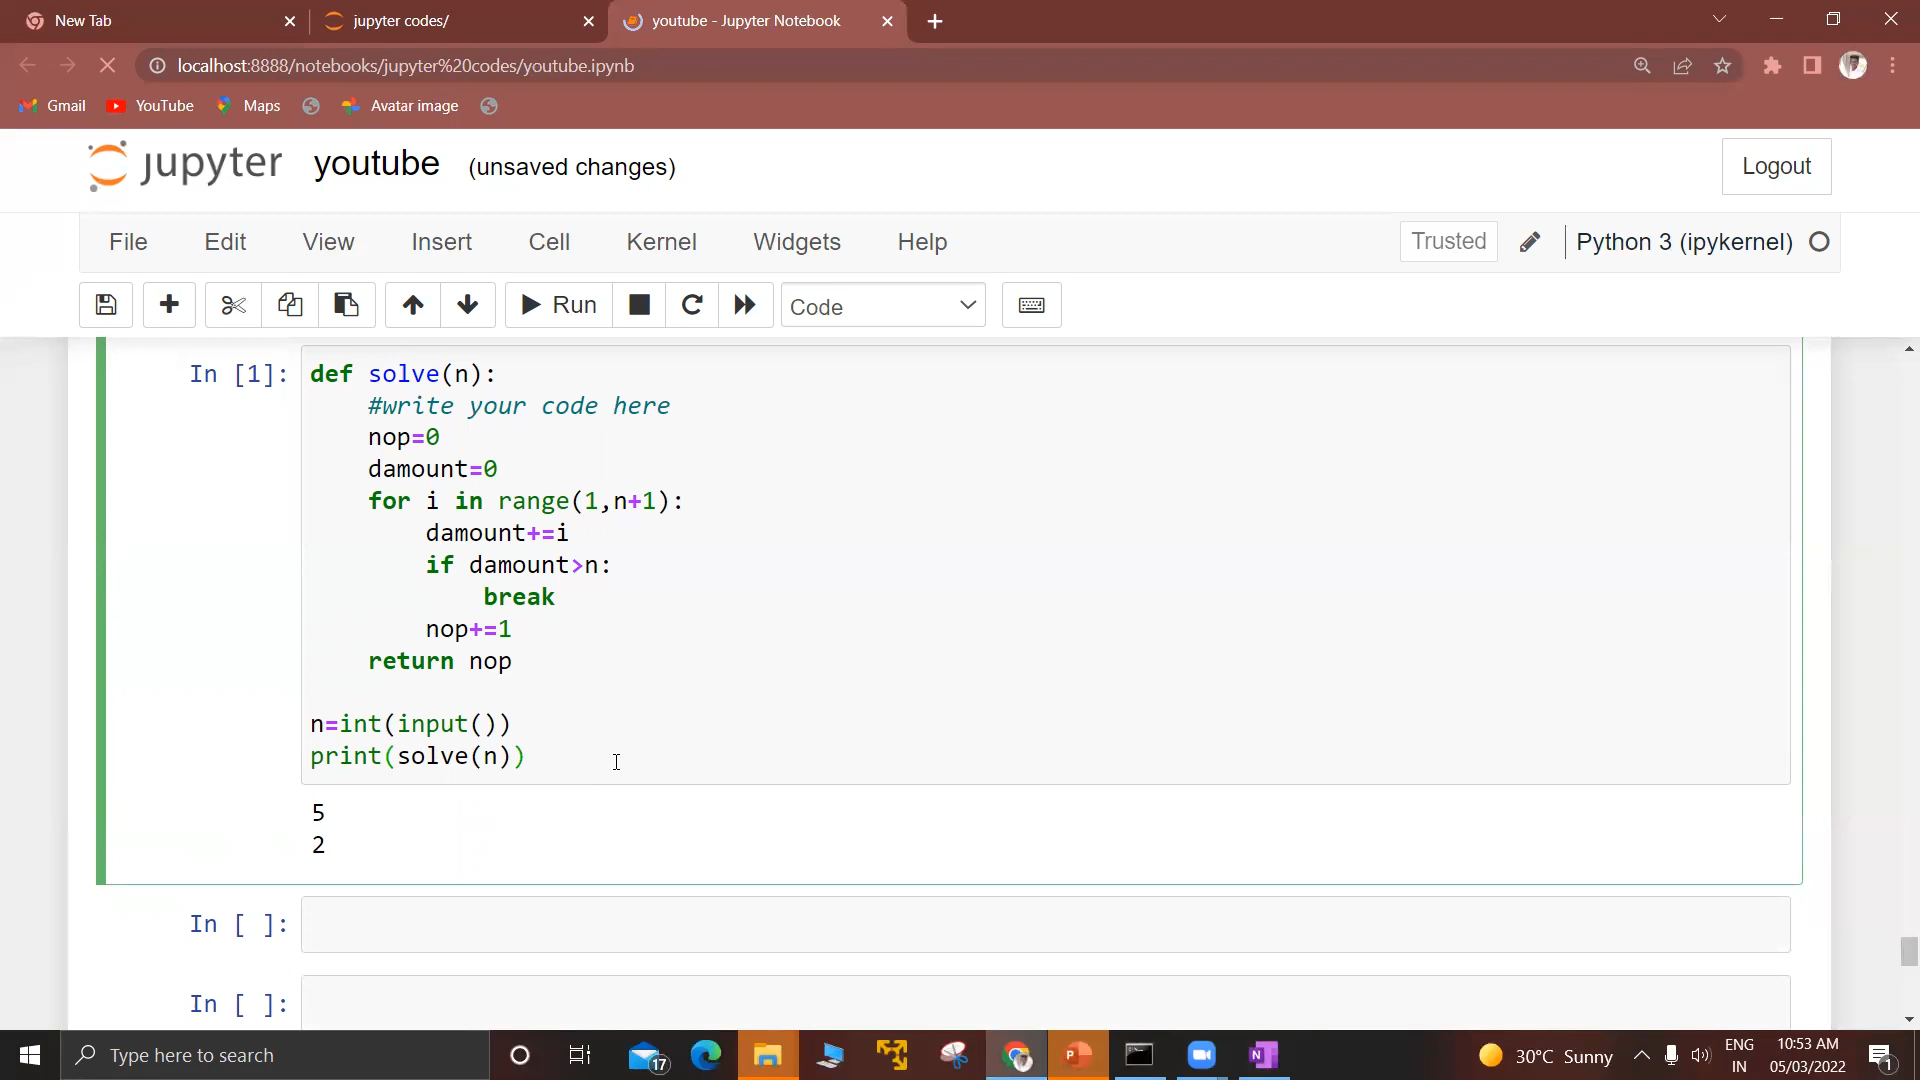 New Tab
jupyter codes/
youtube - Jupyter Notebook
localhost:8888/notebooks/jupyter%20codes/youtube.ipynb
Gmail
YouTube
Maps
Avatar image
jupyter youtube (unsaved changes)
Logout
File Edit View Insert Cell Kernel Widgets Help
Trusted
Python 3 (ipykernel)
Run
Code
In [1]:
def solve(n):
    #write your code here
    nop=0
    damount=0
    for i in range(1,n+1):
        damount+=i
        if damount>n:
            break
        nop+=1
    return nop
n=int(input())
print(solve(n))
5
2
In [ ]:
In [ ]:
Type here to search
17
30°C Sunny
ENG
IN
10:53 AM
05/03/2022
1